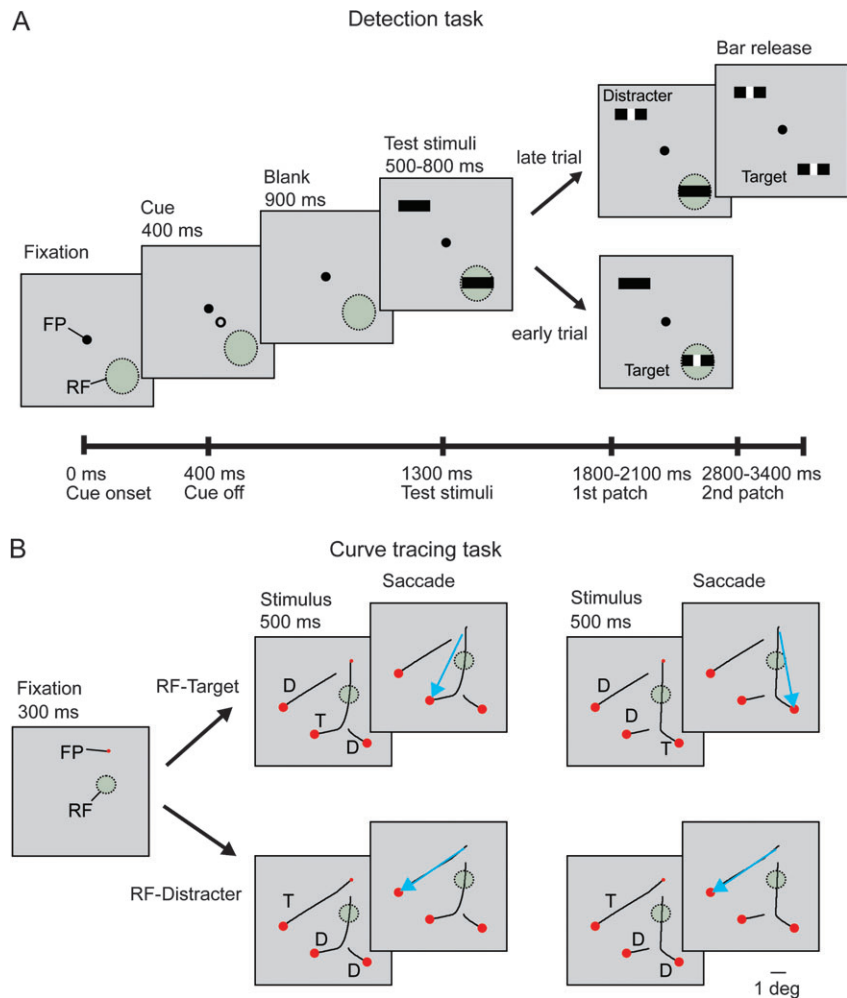 A
Detection task
Bar release
Distracter
Target
Test stimuli
500-800 ms
late trial
Blank
900 ms
Cue
400 ms
Fixation
FP
RF
early trial
Target
0 ms
Cue onset
400 ms
Cue off
1300 ms
Test stimuli
1800-2100 ms
1st patch
2800-3400 ms
2nd patch
B
Curve tracing task
Saccade
Stimulus
500 ms
Saccade
Stimulus
500 ms
Fixation
300 ms
RF-Target
D
T
D
D
D
T
FP
RF
RF-Distracter
T
D
D
T
D
D
1 deg